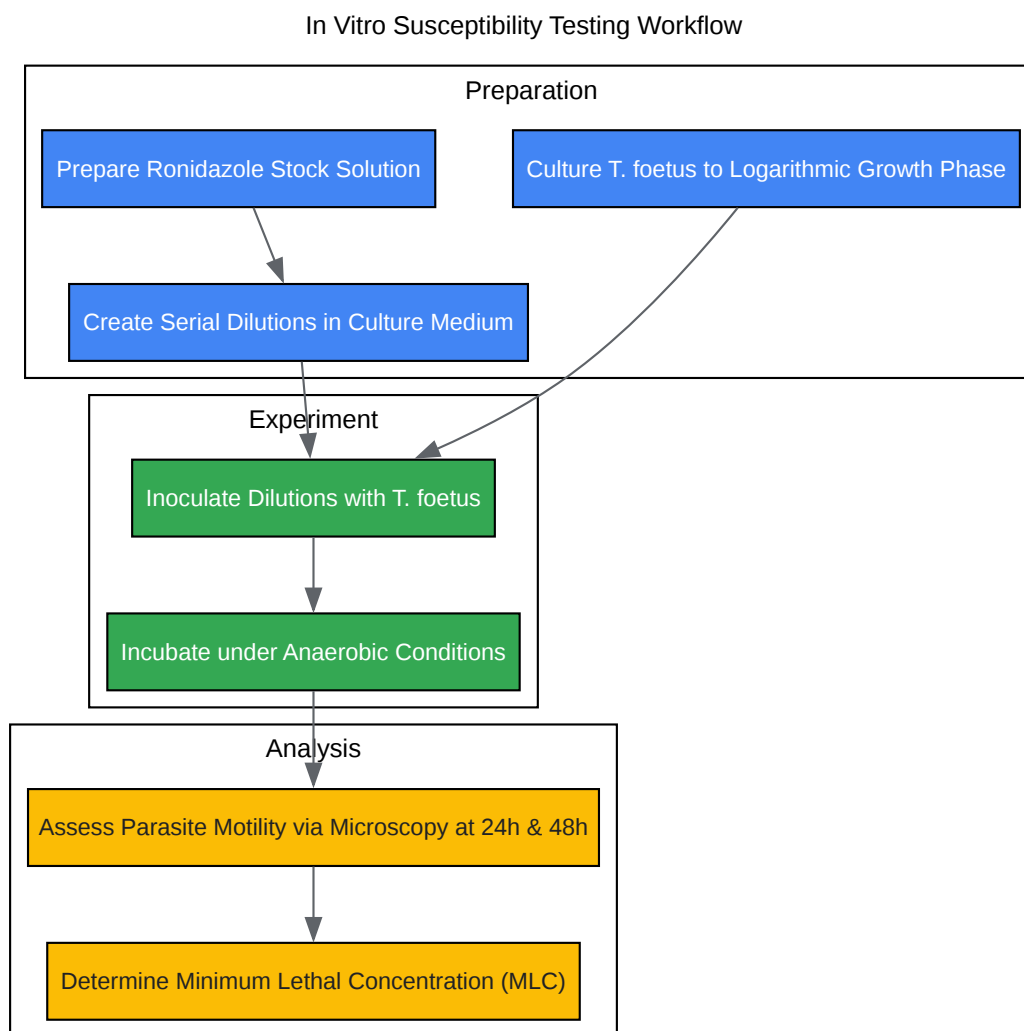 In Vitro Susceptibility Testing Workflow
Preparation
Prepare Ronidazole Stock Solution
Culture T. foetus to Logarithmic Growth Phase
Create Serial Dilutions in Culture Medium
Experiment
Inoculate Dilutions with T. foetus
Incubate under Anaerobic Conditions
Analysis
Assess Parasite Motility via Microscopy at 24h & 48h
Determine Minimum Lethal Concentration (MLC)